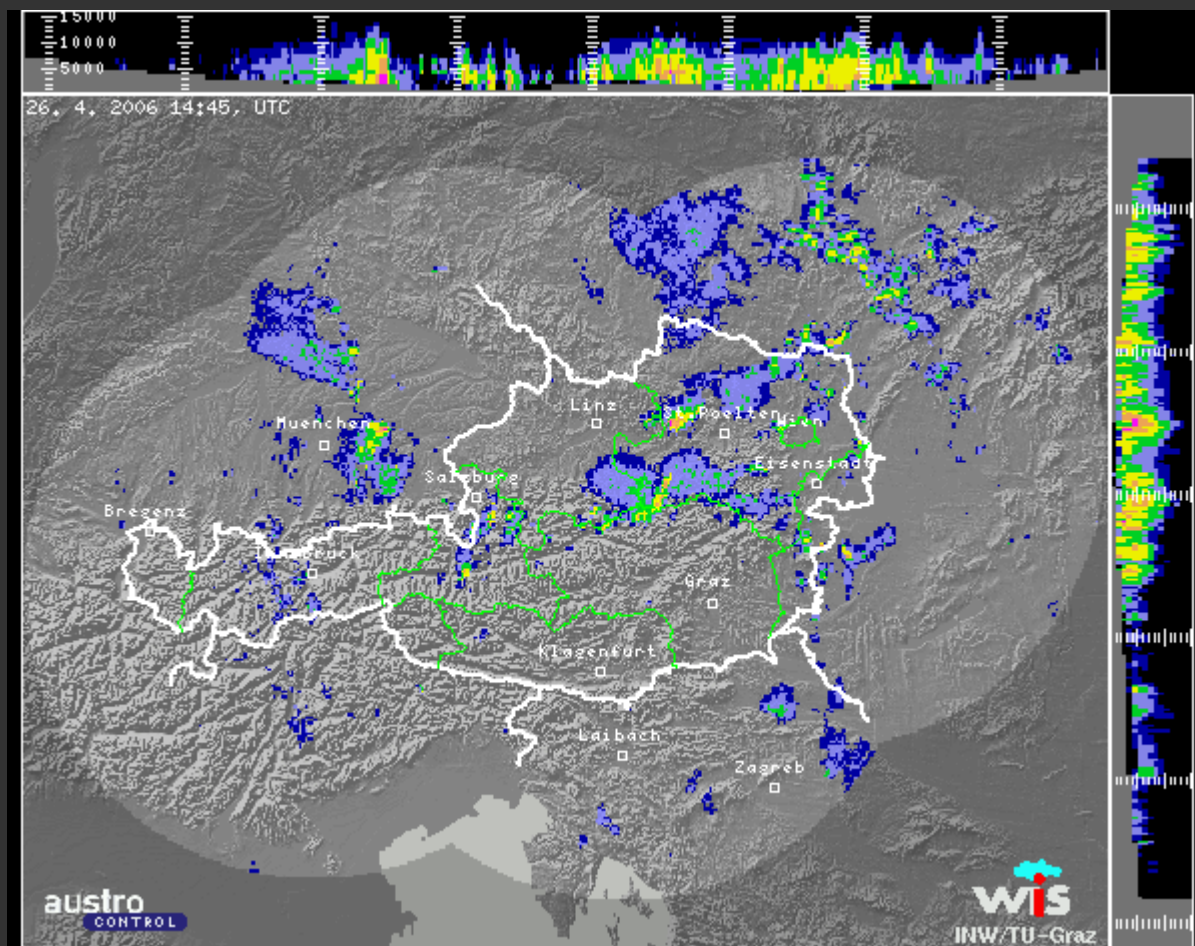 15000
10000
5000
26. 4. 2006 14:45, UTC
Linz
St.Poelten
Wien
Muenchen
Eisenstadt
Salzburg
Bregenz
Innsbruck
Graz
Klagenfurt
Laibach
Zagreb
austro
CONTROL
wis
INW/TU-Graz